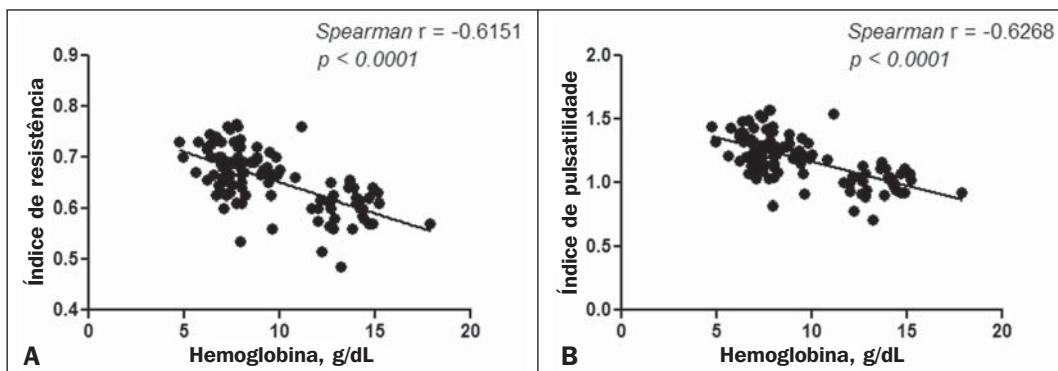 Spearman r = -0.6151
p < 0.0001
Índice de resistência
0.9
0.8
0.7
0.6
0.5
0.4
0
5
10
15
20
A
Hemoglobina, g/dL
Spearman r = -0.6268
p < 0.0001
Índice de pulsatilidade
2.0
1.5
1.0
0.5
0.0
0
5
10
15
20
B
Hemoglobina, g/dL